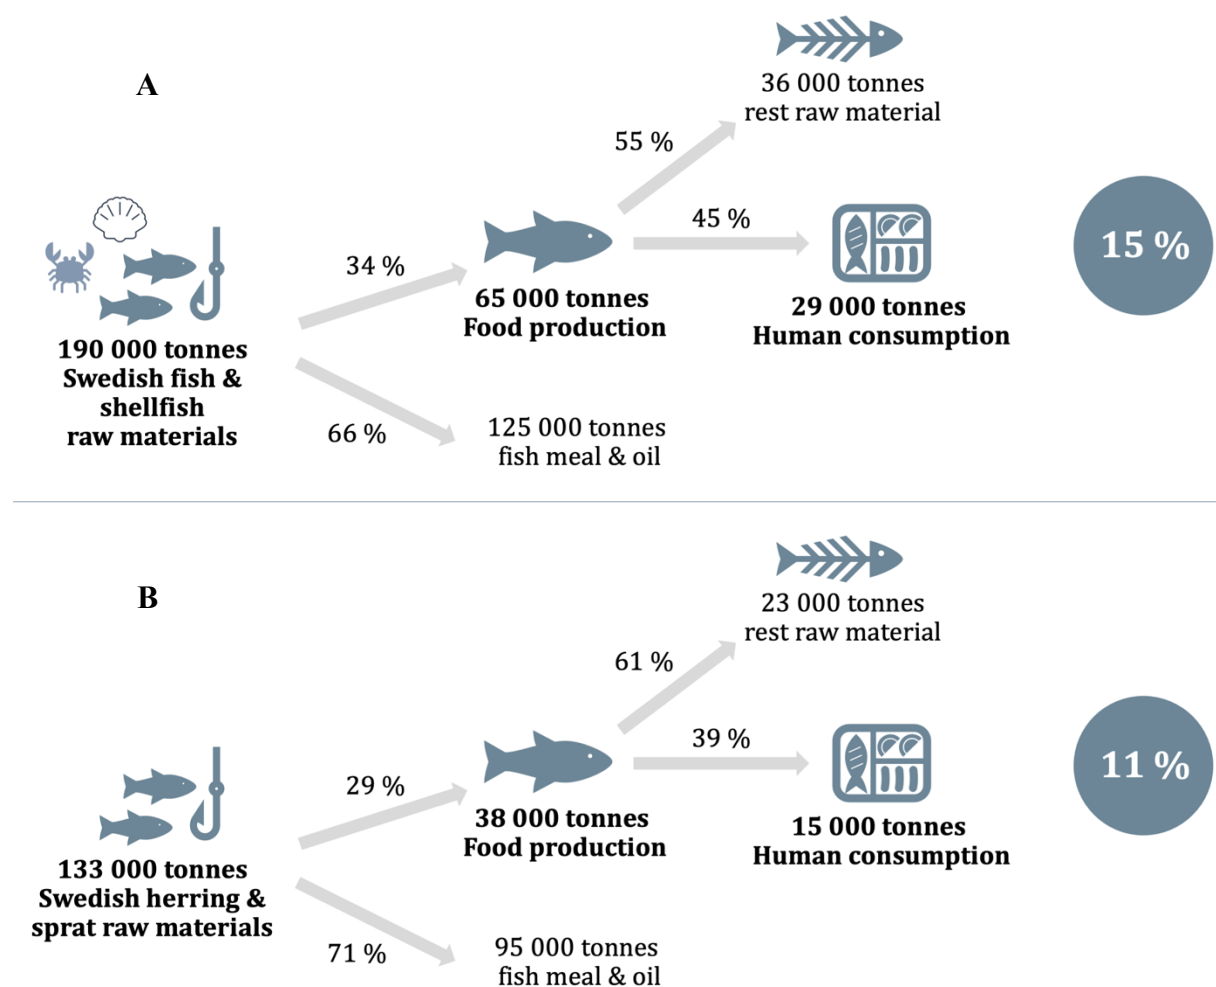 A
36 000 tonnes
rest raw material
55 %
45 %
15 %
34 %
65 000 tonnes
Food production
29 000 tonnes
Human consumption
190 000 tonnes
Swedish fish &
shellfish
raw materials
66 %
125 000 tonnes
fish meal & oil
B
23 000 tonnes
rest raw material
61 %
39 %
11 %
29 %
38 000 tonnes
Food production
15 000 tonnes
Human consumption
133 000 tonnes
Swedish herring &
sprat raw materials
71 %
95 000 tonnes
fish meal & oil